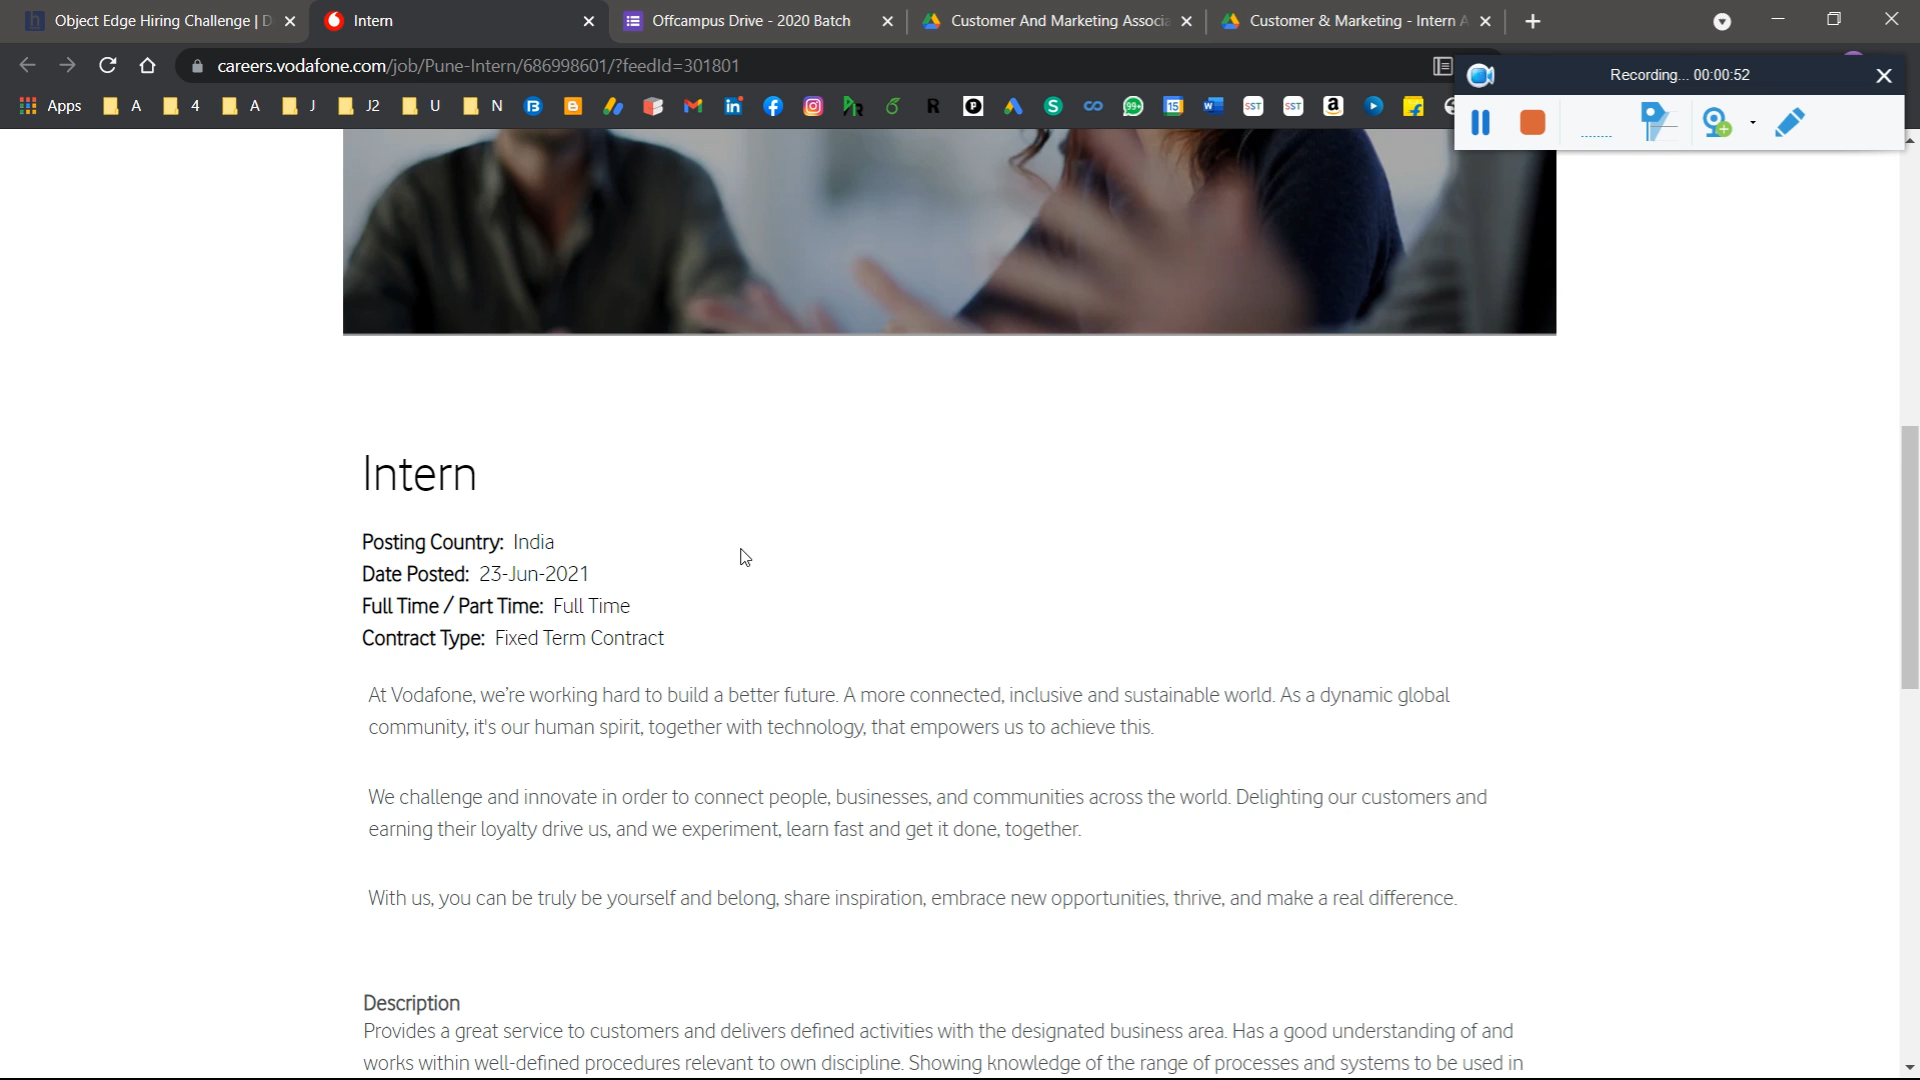 Object Edge Hiring Challenge | D
Intern
Offcampus Drive - 2020 Batch
Customer And Marketing Associa
Customer & Marketing - Intern A
careers.vodafone.com/job/Pune-Intern/686998601/?feedId=301801
Recording... 00:00:52
Apps
A
4
A
J
J2
U
N
Intern
Posting Country: India
Date Posted: 23-Jun-2021
Full Time / Part Time: Full Time
Contract Type: Fixed Term Contract
At Vodafone, we're working hard to build a better future. A more connected, inclusive and sustainable world. As a dynamic global
community, it's our human spirit, together with technology, that empowers us to achieve this.
We challenge and innovate in order to connect people, businesses, and communities across the world. Delighting our customers and
earning their loyalty drive us, and we experiment, learn fast and get it done, together.
With us, you can be truly be yourself and belong, share inspiration, embrace new opportunities, thrive, and make a real difference.
Description
Provides a great service to customers and delivers defined activities with the designated business area. Has a good understanding of and
works within well-defined procedures relevant to own discipline. Showing knowledge of the range of processes and systems to be used in